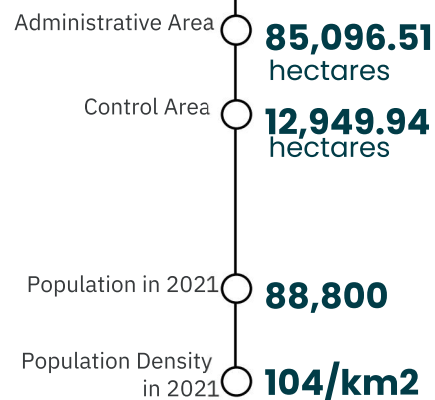 Administrative Area
85,096.51
hectares
Control Area
12,949.94
hectares
Population in 2021
88,800
Population Density
in 2021
104/km2